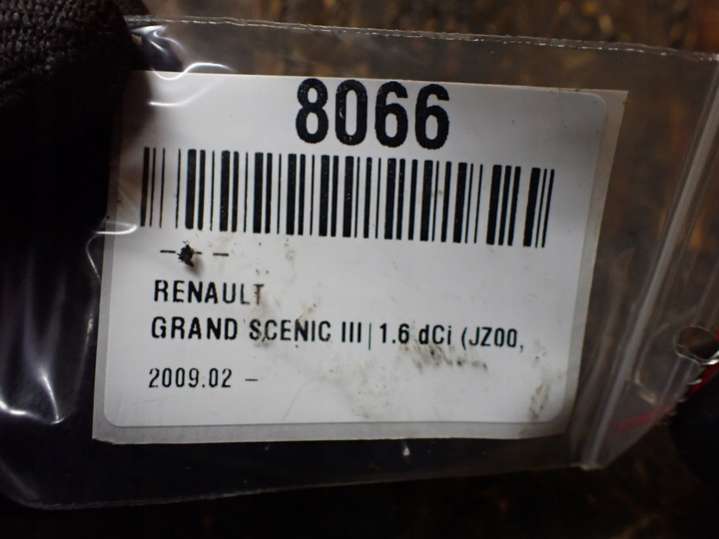 8066
- - -
RENAULT
GRAND SCENIC III|1.6 dCi (JZ00,
2009.02 -